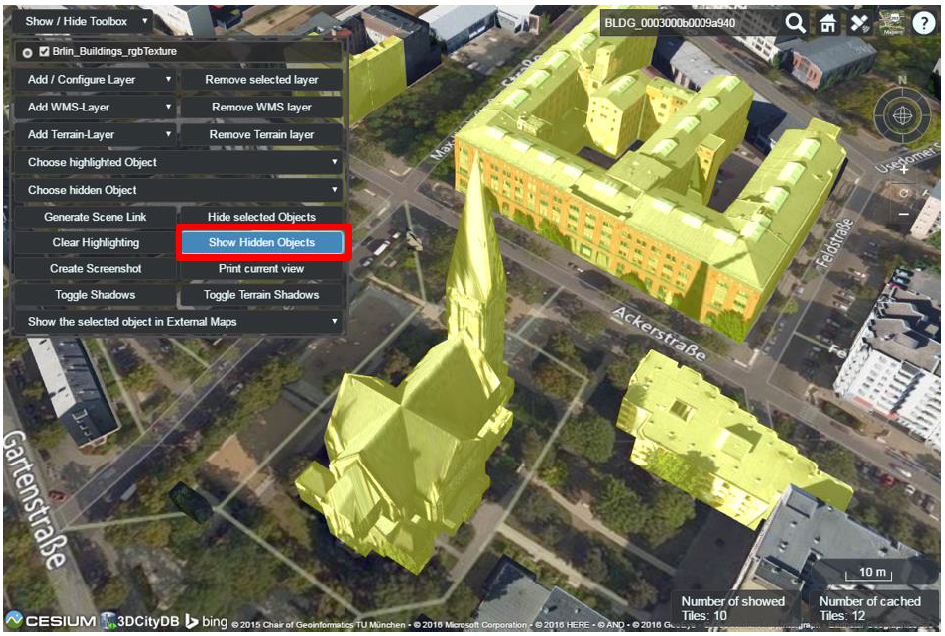 Show / Hide Toolbox
BLDG_0003000b0009a940
Brlin_Buildings_rgbTexture
Add / Configure Layer
Remove selected layer
Add WMS-Layer
Remove WMS layer
Add Terrain-Layer
Remove Terrain layer
Choose highlighted Object
Choose hidden Object
Generate Scene Link
Hide selected Objects
Clear Highlighting
Show Hidden Objects
Create Screenshot
Print current view
Toggle Shadows
Toggle Terrain Shadows
Show the selected object in External Maps
N
Feldstraße
Ackerstraße
Gartenstraße
10 m
Number of showed
Tiles: 10
Number of cached
Tiles: 12
CESIUM 3DCityDB bing © 2015 Chair of Geoinformatics TU München • © 2016 Microsoft Corporation • © 2016 HERE • © AND • © 2016